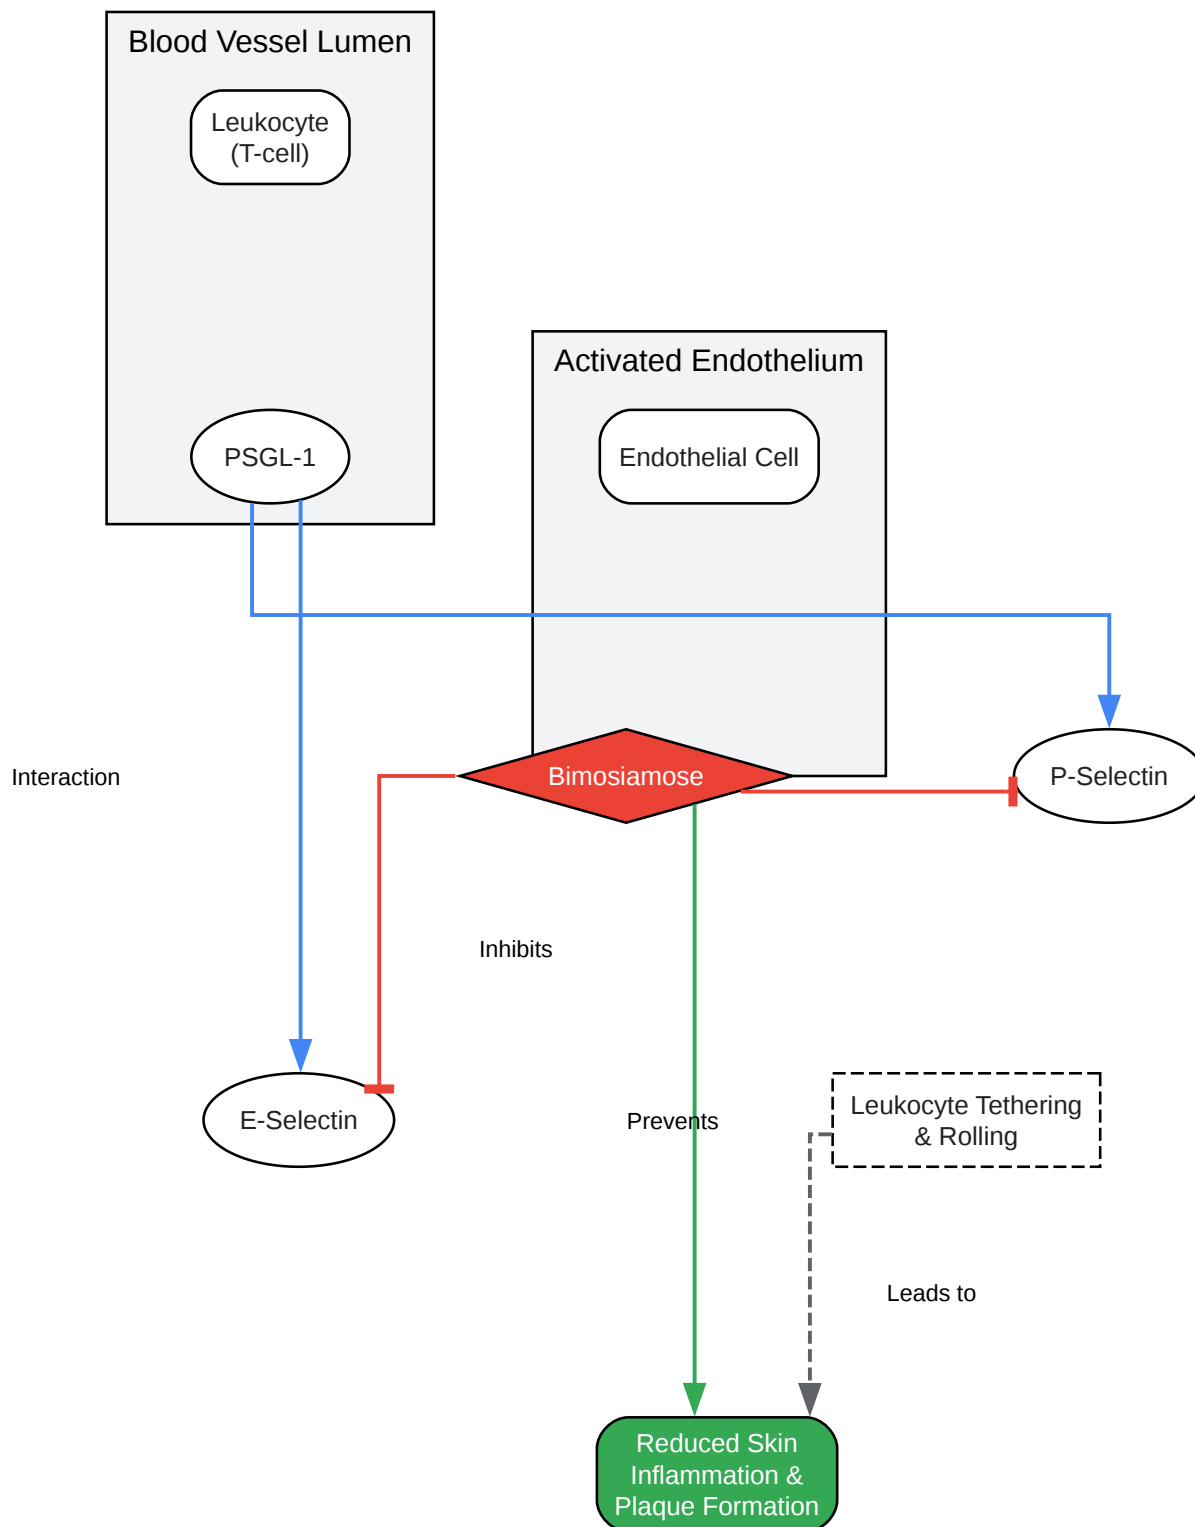 Blood Vessel Lumen
Leukocyte
(T-cell)
Activated Endothelium
PSGL-1
Endothelial Cell
Interaction
Bimosiamose
P-Selectin
Inhibits
E-Selectin
Prevents
Leukocyte Tethering
& Rolling
Leads to
Reduced Skin
Inflammation &
Plaque Formation